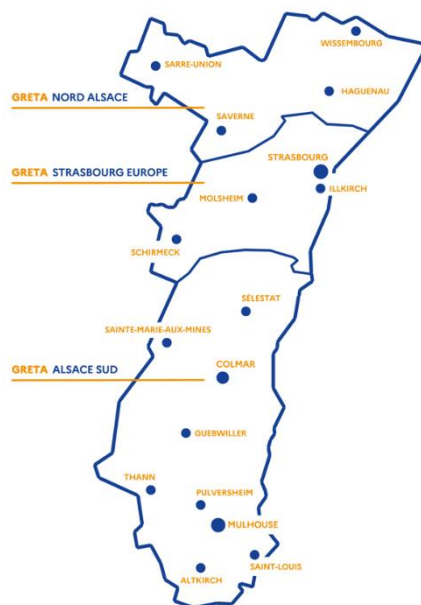 WISSEMBOURG
SARRE-UNION
HAGUENAU
GRETA NORD ALSACE
SAVERNE
STRASBOURG
GRETA STRASBOURG EUROPE
ILLKIRCH
MOLSHEIM
SCHIRMECK
SÉLESTAT
SAINTE-MARIE-AUX-MINES
COLMAR
GRETA ALSACE SUD
GUEBWILLER
THANN
PULVERSHEIM
MULHOUSE
SAINT-LOUIS
ALTKIRCH